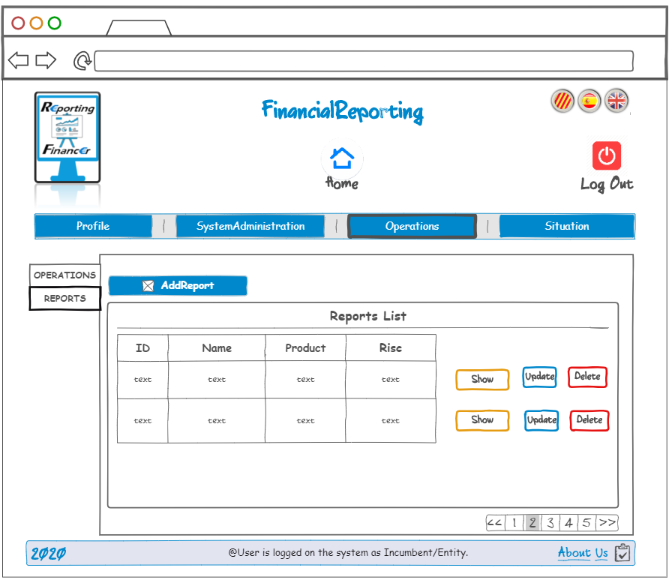 Reporting
Financer
FinancialReporting
Home
Log Out
Profile | SystemAdministration | Operations | Situation
OPERATIONS
REPORTS
AddReport
Reports List
ID Name Product Risc
text text text text Show Update Delete
text text text text Show Update Delete
<< 1 2 3 4 5 >>
2020 @User is logged on the system as Incumbent/Entity. About Us